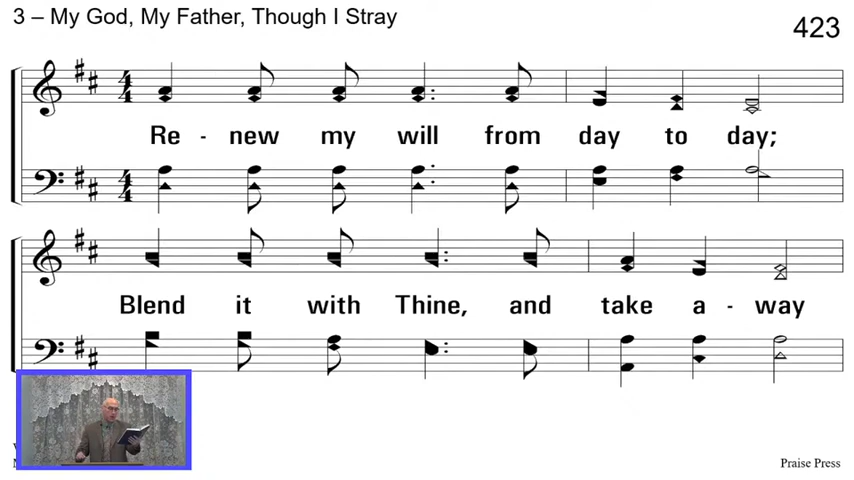 3 – My God, My Father, Though I Stray
423
Re - new my will from day to day;
Blend it with Thine, and take a - way
Praise Press